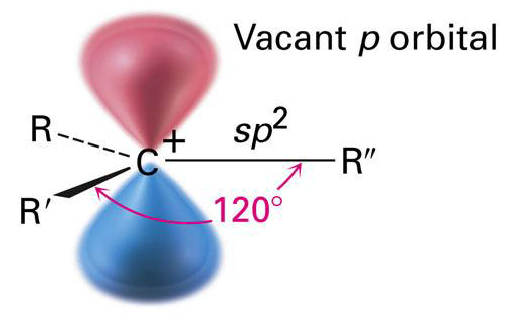 Vacant p orbital
R
C+
sp²
R″
R′
120°